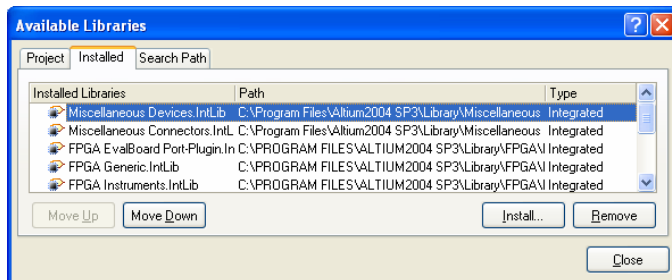 Available Libraries
Project Installed Search Path
Installed Libraries Path Type
Miscellaneous Devices.IntLib C:\Program Files\Altium2004 SP3\Library\Miscellaneous Integrated
Miscellaneous Connectors.IntL C:\Program Files\Altium2004 SP3\Library\Miscellaneous Integrated
FPGA EvalBoard Port-Plugin.In C:\PROGRAM FILES\ALTIUM2004 SP3\Library\FPGA\I Integrated
FPGA Generic.IntLib C:\PROGRAM FILES\ALTIUM2004 SP3\Library\FPGA\I Integrated
FPGA Instruments.IntLib C:\PROGRAM FILES\ALTIUM2004 SP3\Library\FPGA\I Integrated
Move Up Move Down Install... Remove
Close